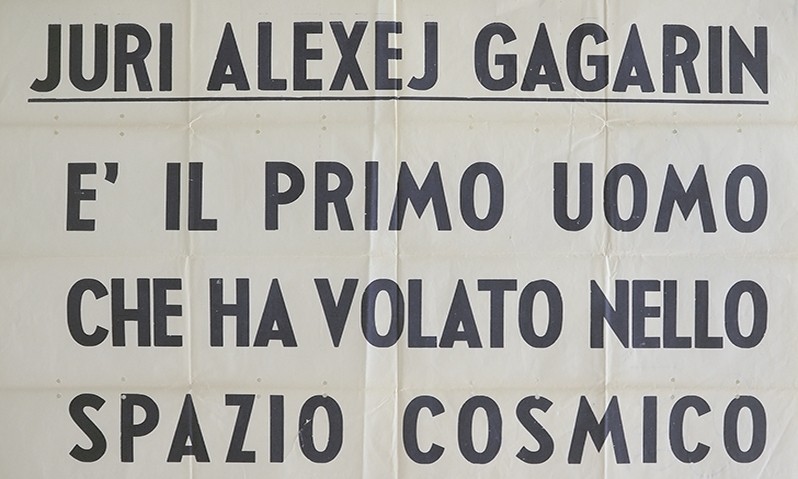 JURI ALEXEJ GAGARIN
E' IL PRIMO UOMO
CHE HA VOLATO NELLO
SPAZIO COSMICO